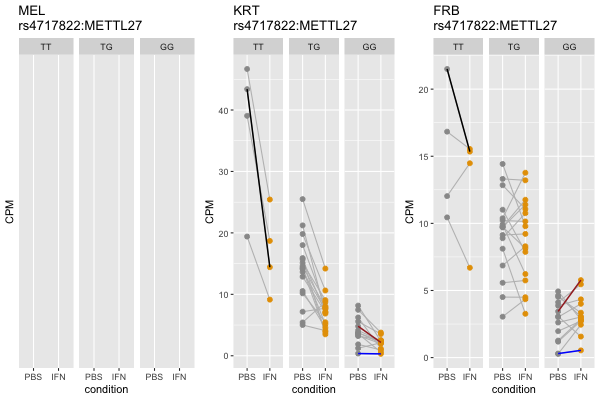 MEL
rs4717822:METTL27
TT TG GG
CPM
PBS IFN PBS IFN PBS IFN
condition
KRT
rs4717822:METTL27
TT TG GG
CPM
40
30
20
10
0
PBS IFN PBS IFN PBS IFN
condition
FRB
rs4717822:METTL27
TT TG GG
CPM
20
15
10
5
0
PBS IFN PBS IFN PBS IFN
condition